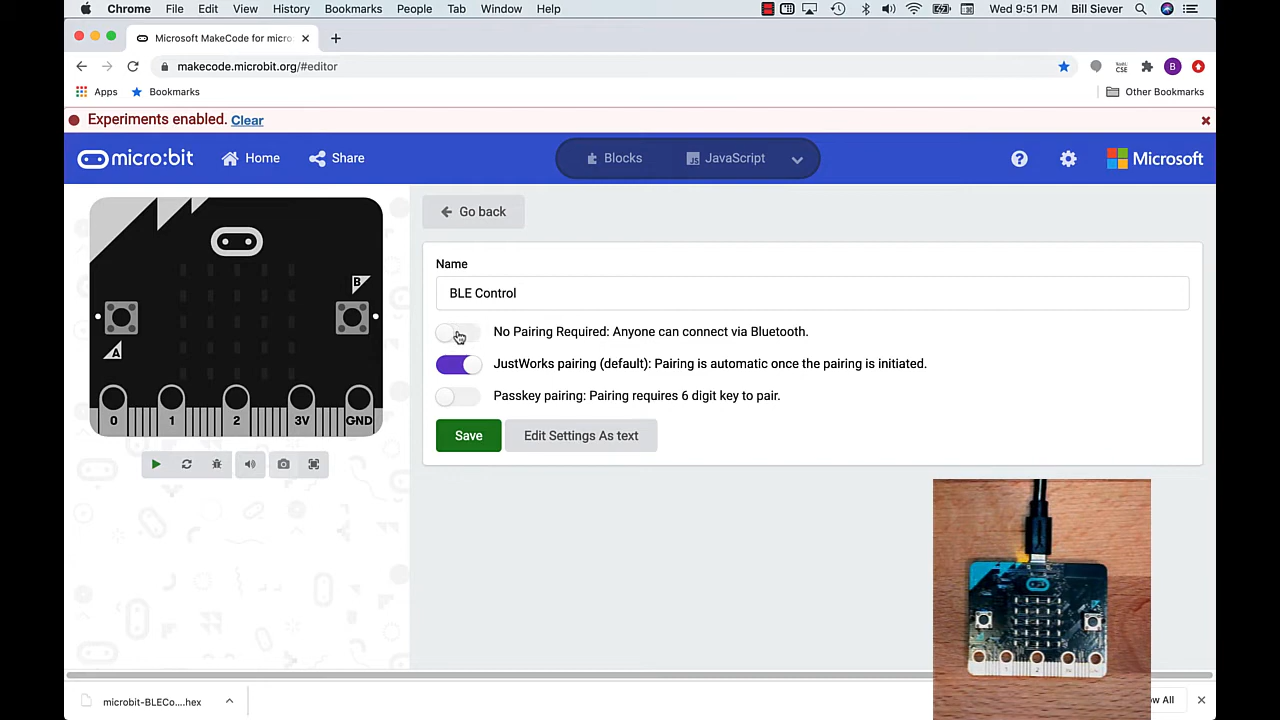 Chrome File Edit View History Bookmarks People Tab Window Help Wed 9:51 PM Bill Siever
Microsoft MakeCode for micro:
makecode.microbit.org/#editor
Apps Bookmarks Other Bookmarks
Experiments enabled. Clear
micro:bit Home Share Blocks JavaScript Microsoft
Go back
Name
BLE Control
No Pairing Required: Anyone can connect via Bluetooth.
JustWorks pairing (default): Pairing is automatic once the pairing is initiated.
Passkey pairing: Pairing requires 6 digit key to pair.
Save Edit Settings As text
B
A
0 1 2 3V GND
microbit-BLECo....hex
ow All